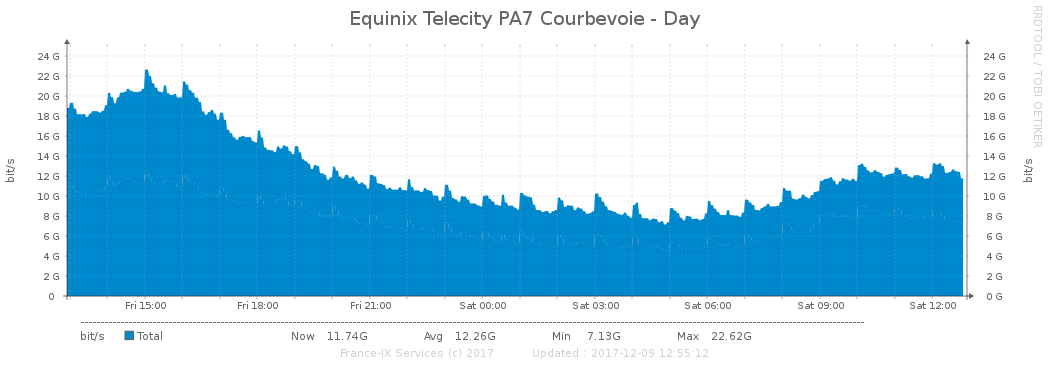 Equinix Telecity PA7 Courbevoie - Day
RRDTOOL / TOBI OETIKER
bit/s
24 G 24 G
22 G 22 G
20 G 20 G
18 G 18 G
16 G 16 G
14 G 14 G
12 G 12 G
10 G 10 G
8 G 8 G
6 G 6 G
4 G 4 G
2 G 2 G
0 0 G
bit/s
Fri 15:00 Fri 18:00 Fri 21:00 Sat 00:00 Sat 03:00 Sat 06:00 Sat 09:00 Sat 12:00
bit/s Total Now 11.74G Avg 12.26G Min 7.13G Max 22.62G
France-IX Services (c) 2017 Updated : 2017-12-09 12:55:12